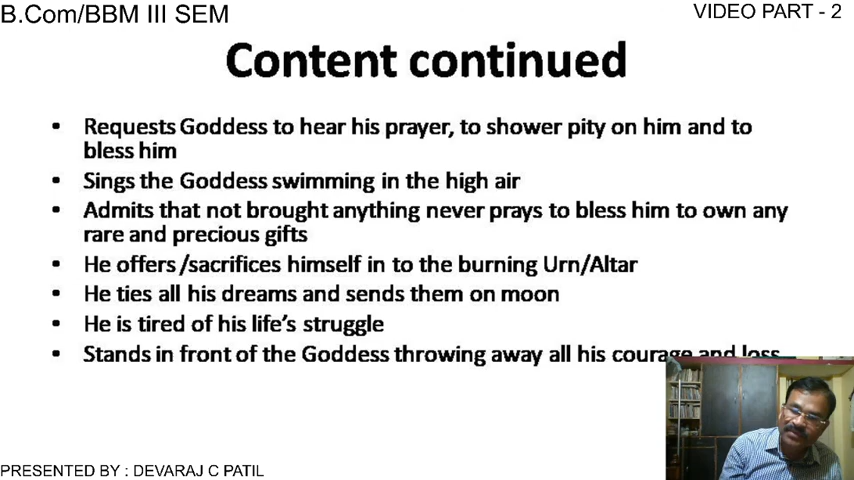 B.Com/BBM III SEM
VIDEO PART - 2
Content continued
• Requests Goddess to hear his prayer, to shower pity on him and to
bless him
• Sings the Goddess swimming in the high air
• Admits that not brought anything never prays to bless him to own any
rare and precious gifts
• He offers/sacrifices himself in to the burning Urn/Altar
• He ties all his dreams and sends them on moon
• He is tired of his life's struggle
• Stands in front of the Goddess throwing away all his courage and loss
PRESENTED BY : DEVARAJ C PATIL